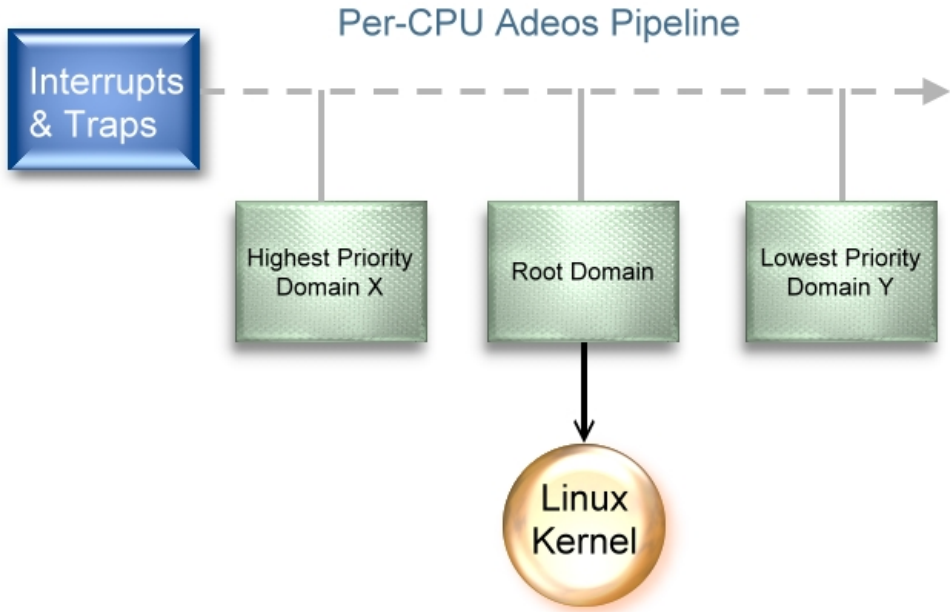 Per-CPU Adeos Pipeline
Interrupts
& Traps
Highest Priority
Domain X
Root Domain
Lowest Priority
Domain Y
Linux
Kernel